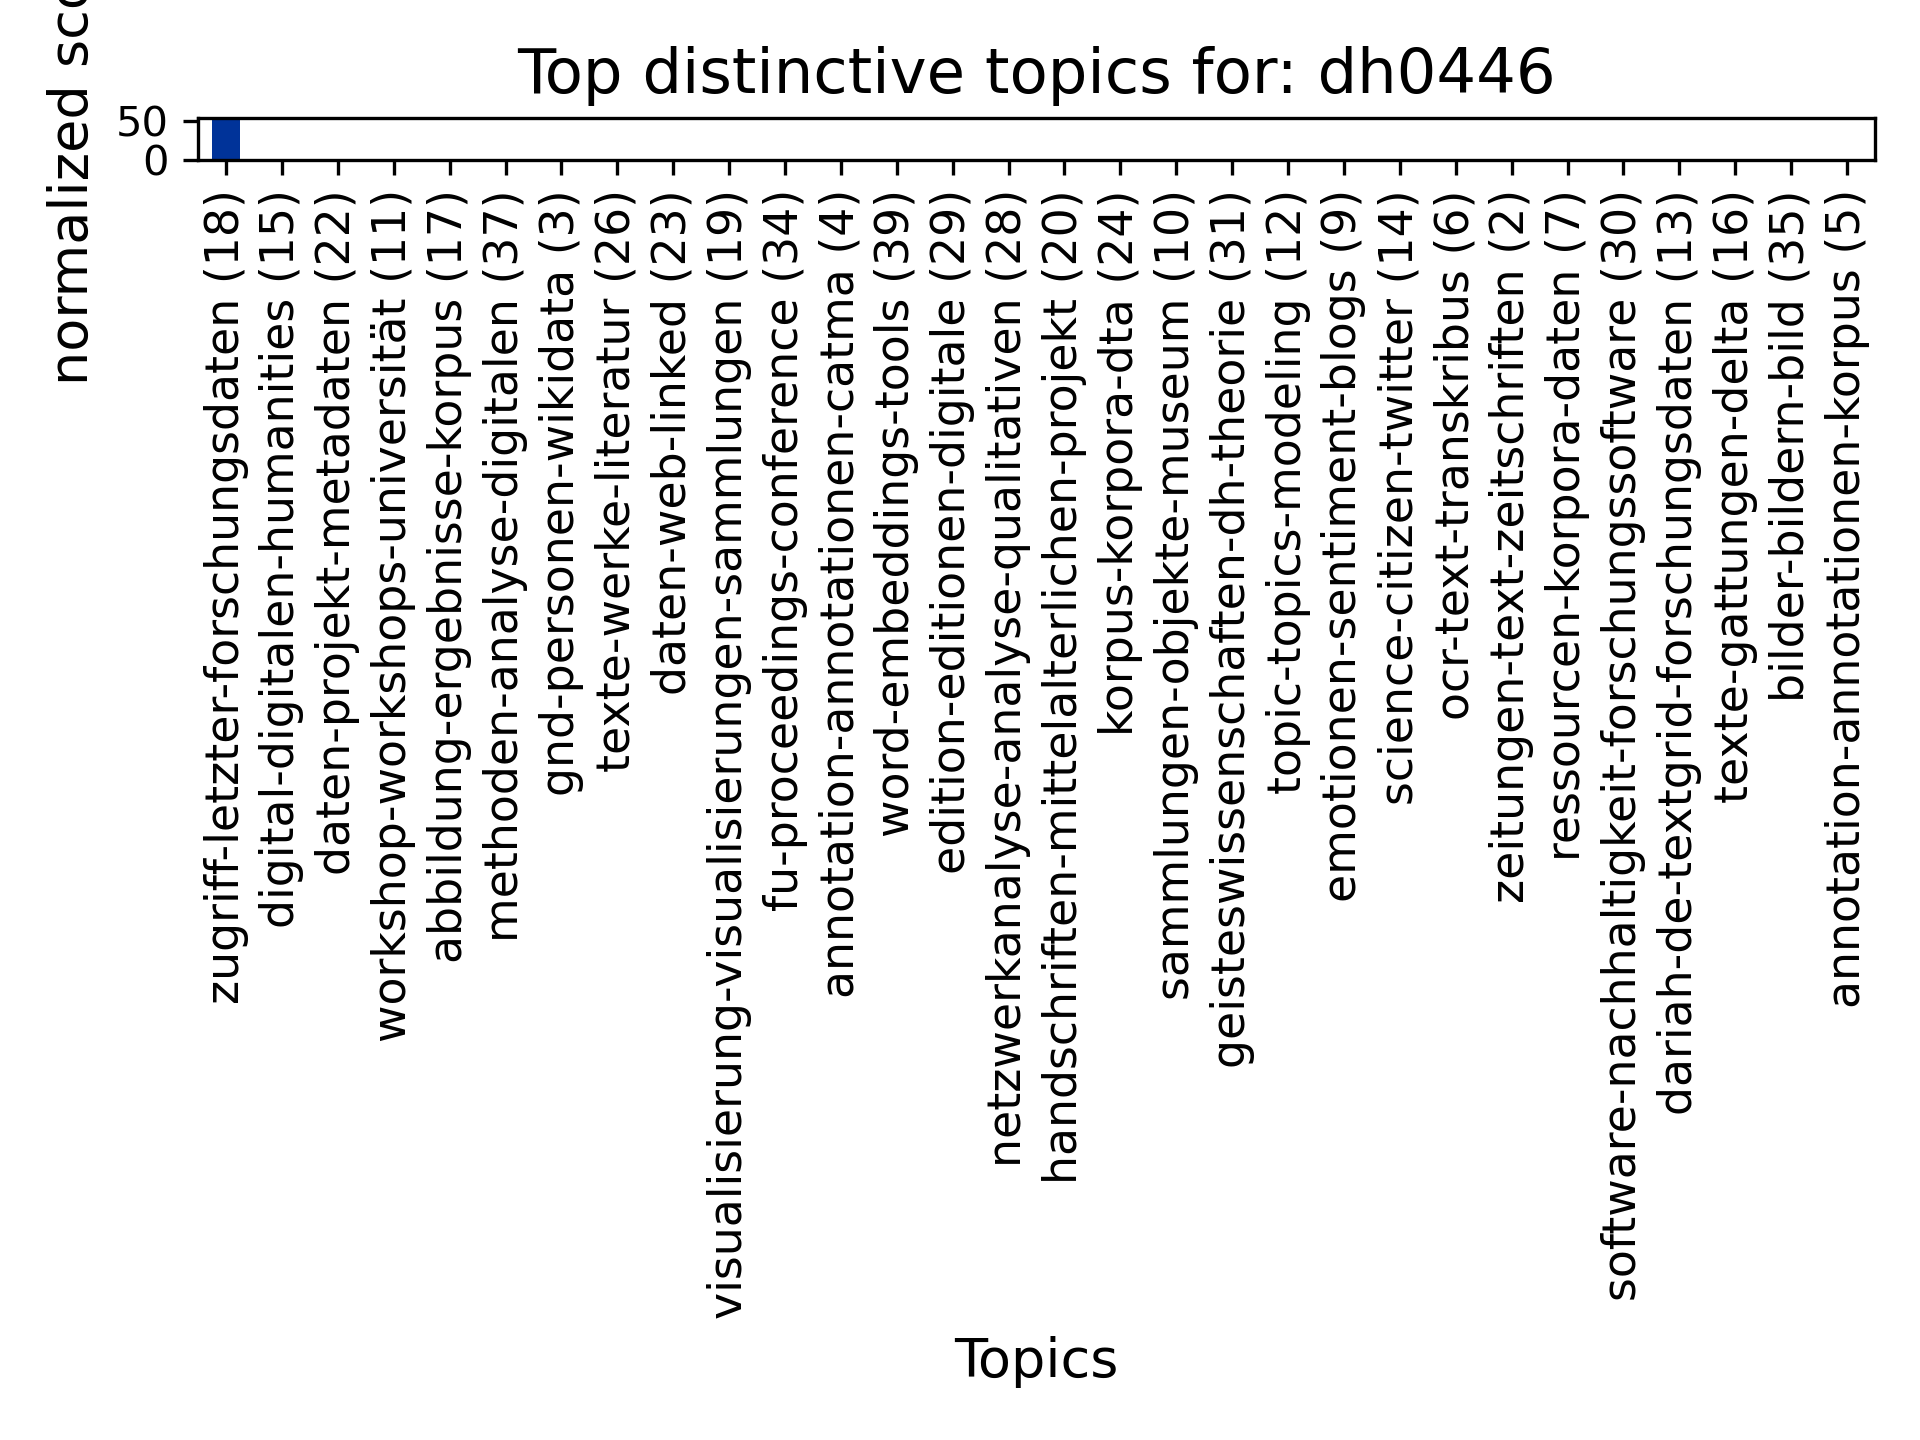 Top distinctive topics for: dh0446
normalized
50
0
zugriff-letzter-forschungsdaten (18)
digital-digitalen-humanities (15)
daten-projekt-metadaten (22)
workshop-workshops-universität (11)
abbildung-ergebnisse-korpus (17)
methoden-analyse-digitalen (37)
gnd-personen-wikidata (3)
texte-werke-literatur (26)
daten-web-linked (23)
visualisierung-visualisierungen-sammlungen (19)
fu-proceedings-conference (34)
annotation-annotationen-catma (4)
word-embeddings-tools (39)
edition-editionen-digitale (29)
netzwerkanalyse-analyse-qualitativen (28)
handschriften-mittelalterlichen-projekt (20)
korpus-korpora-dta (24)
sammlungen-objekte-museum (10)
geisteswissenschaften-dh-theorie (31)
topic-topics-modeling (12)
emotionen-sentiment-blogs (9)
science-citizen-twitter (14)
ocr-text-transkribus (6)
zeitungen-text-zeitschriften (2)
ressourcen-korpora-daten (7)
software-nachhaltigkeit-forschungssoftware (30)
dariah-de-textgrid-forschungsdaten (13)
texte-gattungen-delta (16)
bilder-bildern-bild (35)
annotation-annotationen-korpus (5)
Topics